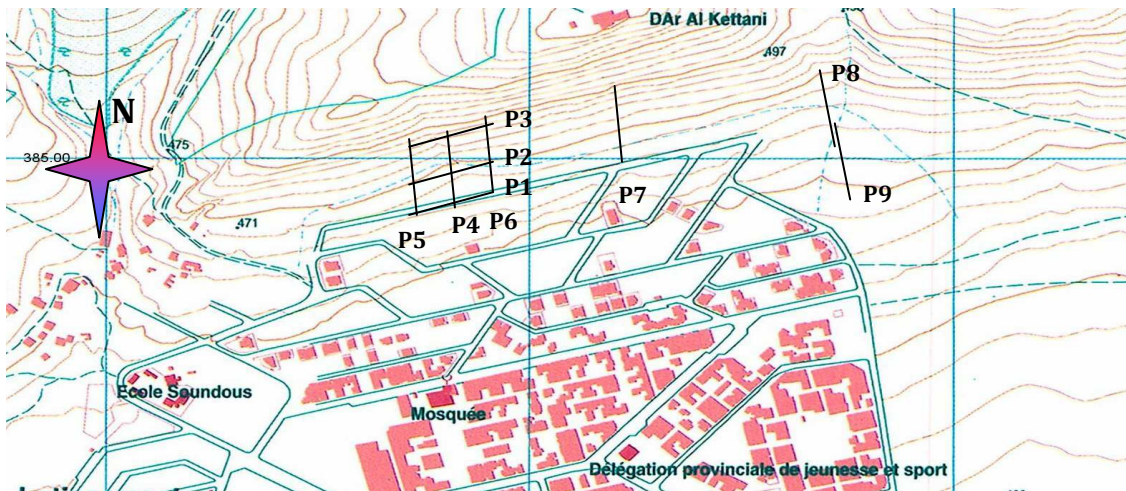 DAr Al Kettani
497
P8
N
P3
475
385.00
P2
P1
P9
P7
471
P4 P6
P5
Ecole Soundous
Mosquée
Délégation provinciale de jeunesse et sport